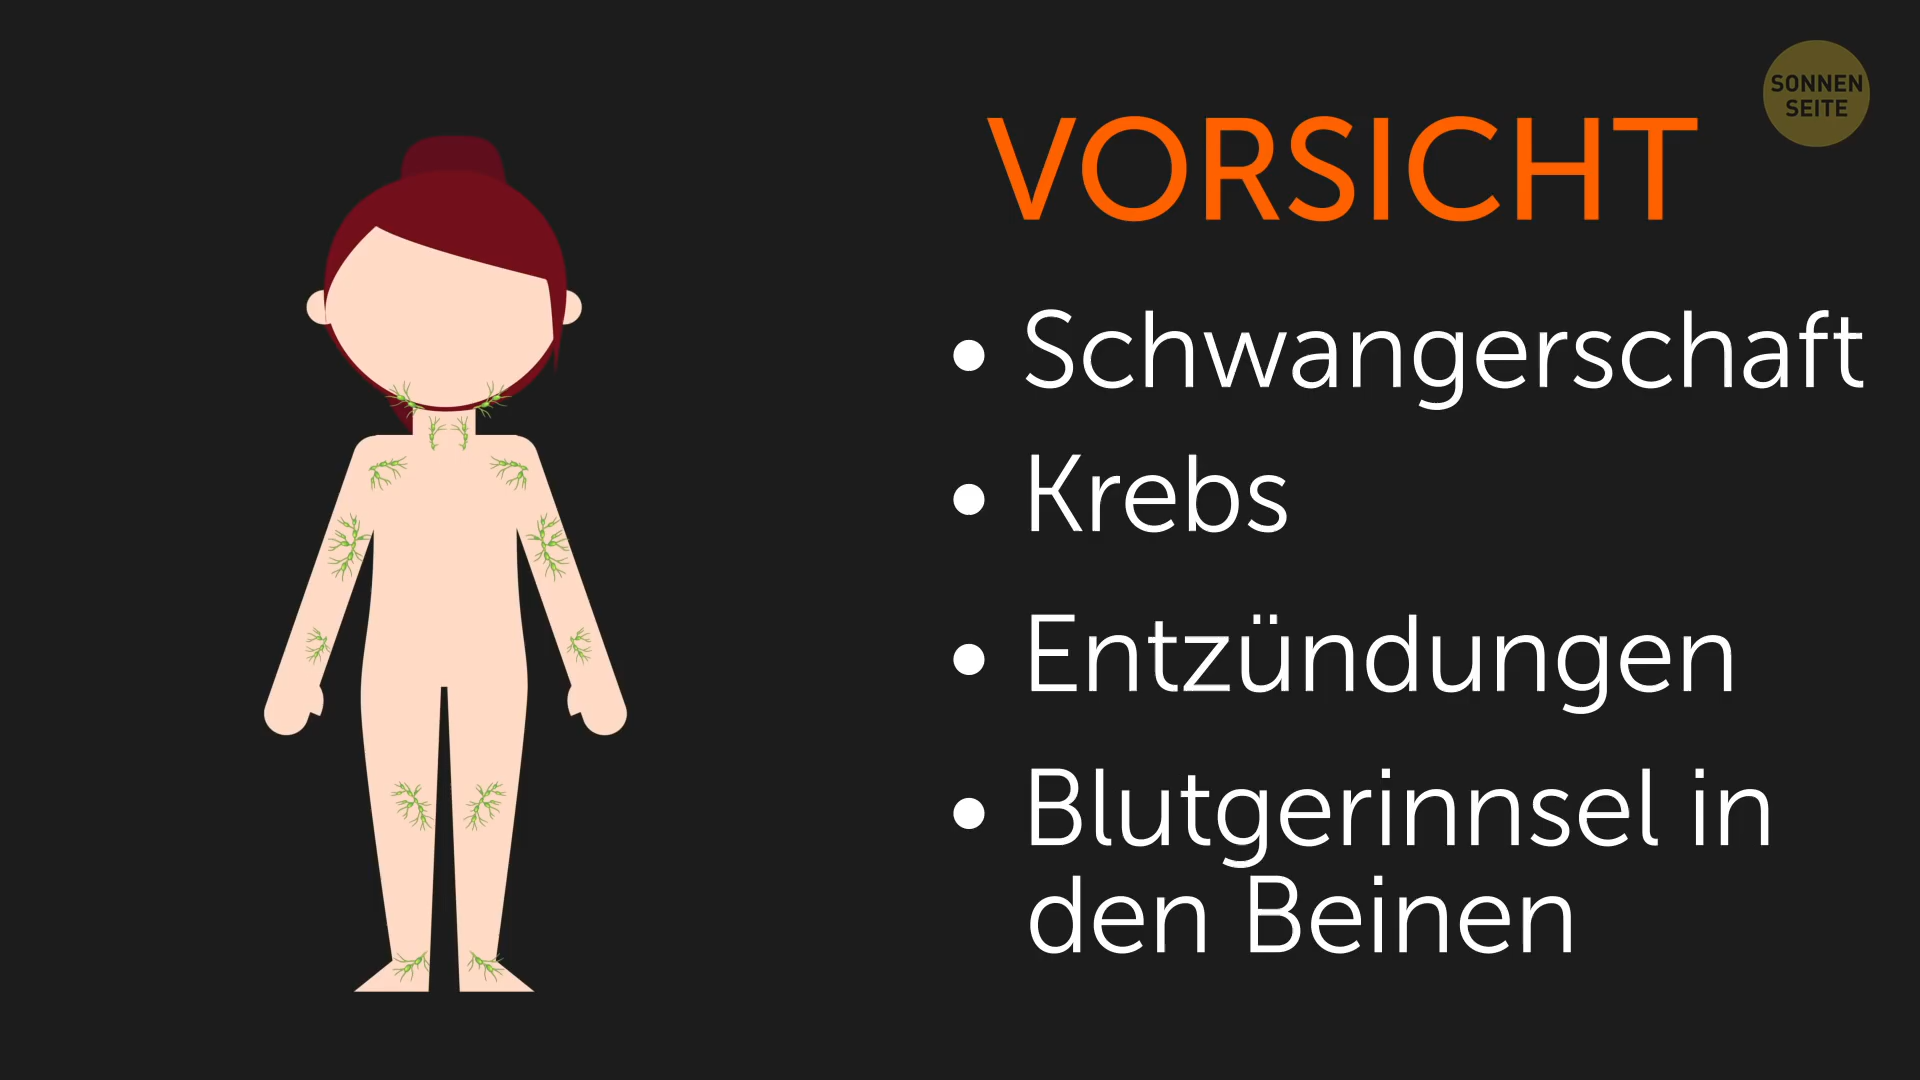 SONNEN
SEITE
VORSICHT
• Schwangerschaft
• Krebs
• Entzündungen
• Blutgerinnsel in
den Beinen